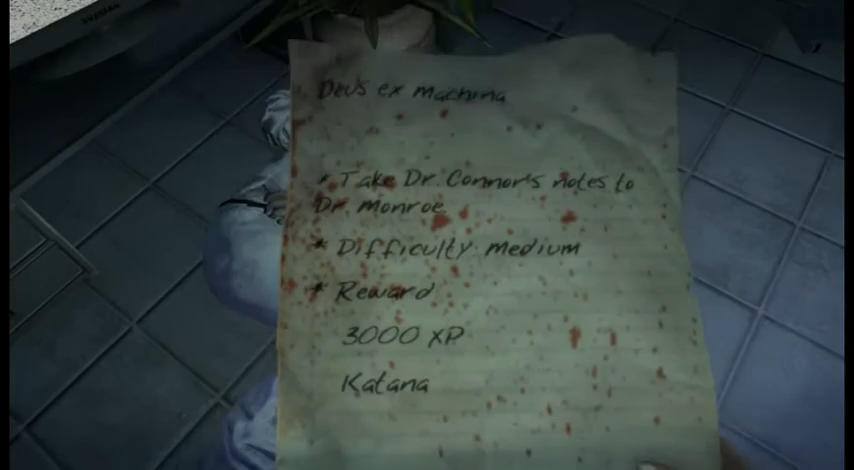 Deus ex machina
* Take Dr. Connor's notes to
Dr monroe
* Difficulty medium
* Reward
3000 XP
Katana